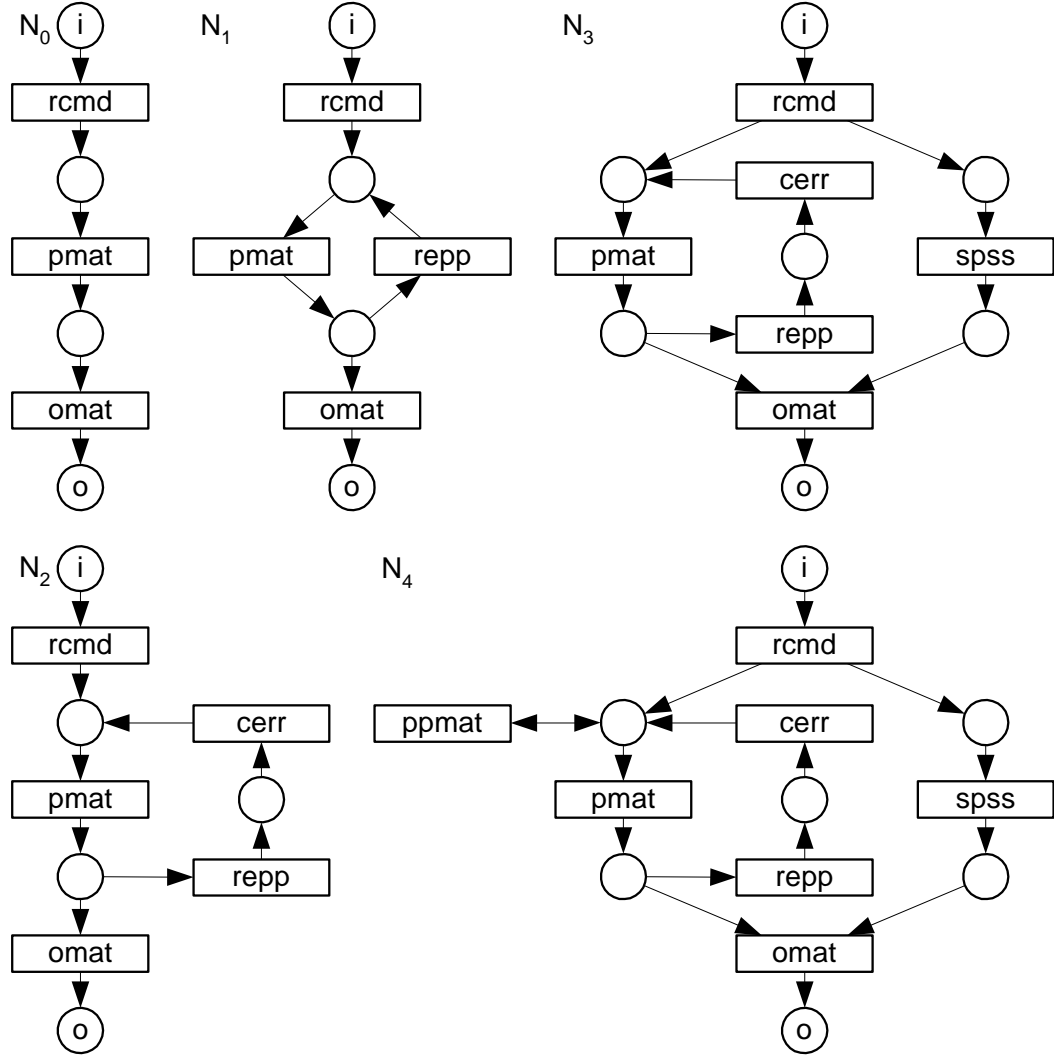 N0
i
rcmd
pmat
omat
o
N1
i
rcmd
pmat
repp
omat
o
N3
i
rcmd
cerr
pmat
spss
repp
omat
o
N2
i
rcmd
cerr
pmat
repp
omat
o
N4
i
rcmd
ppmat
cerr
pmat
spss
repp
omat
o